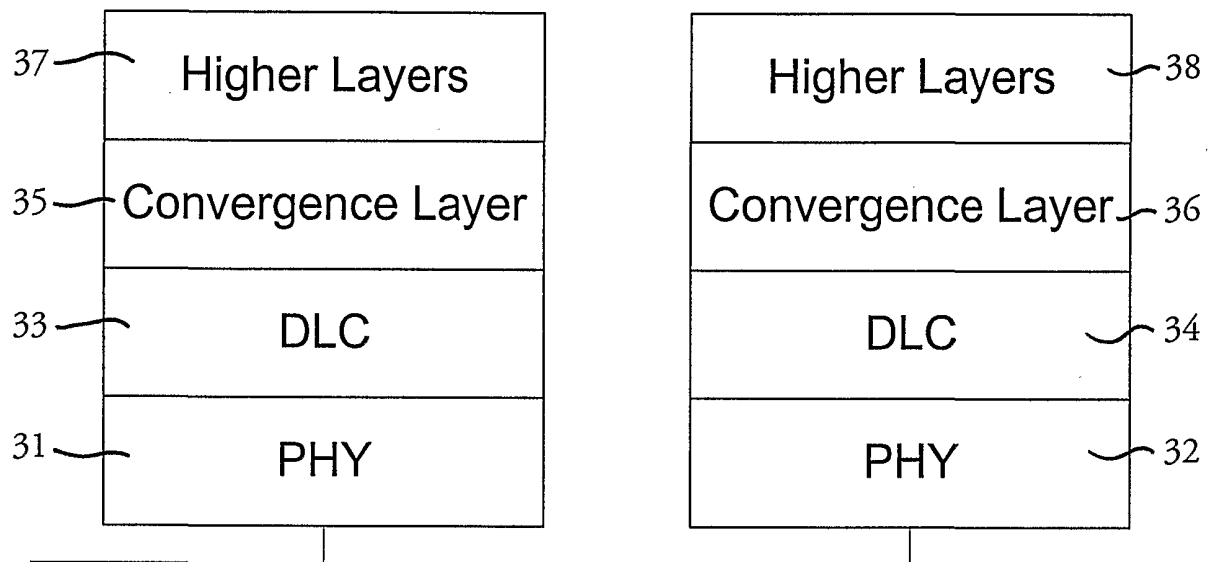 37 Higher Layers
Higher Layers 38
35 Convergence Layer
Convergence Layer 36
33 DLC
DLC 34
31 PHY
PHY 32